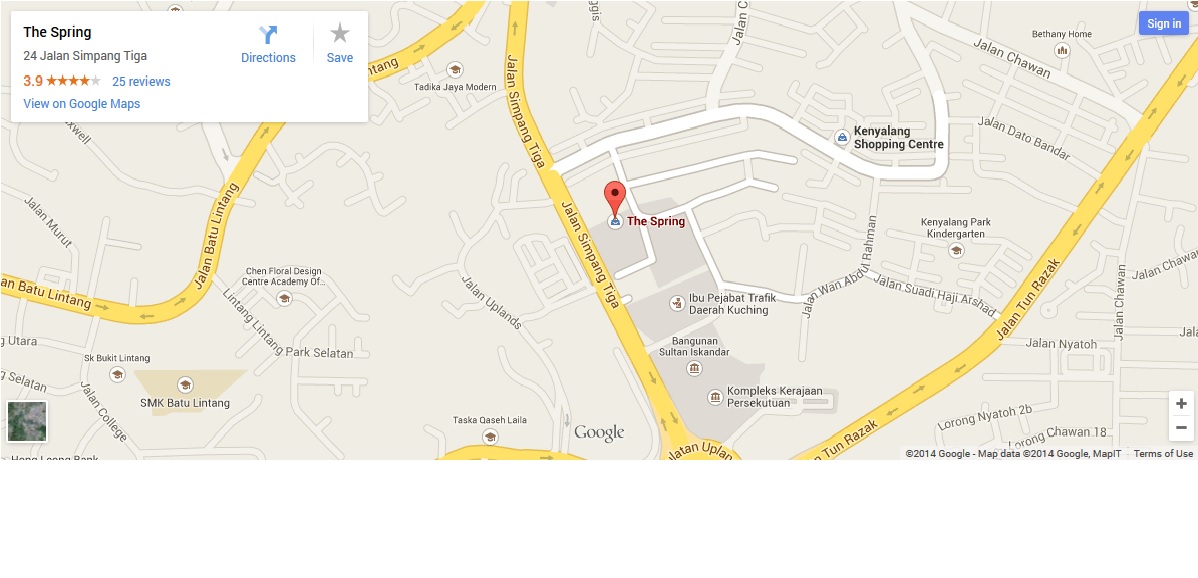 The Spring
24 Jalan Simpang Tiga
3.9
25 reviews
View on Google Maps
Directions
Save
Sign in
Bethany Home
Jalan Chawan
Jalan C
ggis
ntang
Tadika Jaya Modern
Jalan Simpang Tiga
Kenyalang
Shopping Centre
Jalan Dato Bandar
xwell
Jalan Murut
Jalan Batu Lintang
The Spring
Jalan Simpang Tiga
Kenyalang Park
Kindergarten
Jalan Wan Abdul Rahman
Jalan Suadi Haji Arshad
Jalan Tun Razak
Jalan Chawan
Jalan Chawa
an Batu Lintang
Chen Floral Design
Centre Academy Of...
Lintang
Lintang Park Selatan
Jalan Uplands
Ibu Pejabat Trafik
Daerah Kuching
Bangunan
Sultan Iskandar
Kompleks Kerajaan
Persekutuan
g Utara
g Selatan
Sk Bukit Lintang
SMK Batu Lintang
Jalan College
Taska Qaseh Laila
Google
Jalan Nyatoh
Lorong Nyatoh 2b
Lorong Chawan 18
lan Tun Razak
Jalan Uplan
Hong Leong Bank
+
−
©2014 Google - Map data ©2014 Google, MapIT
Terms of Use